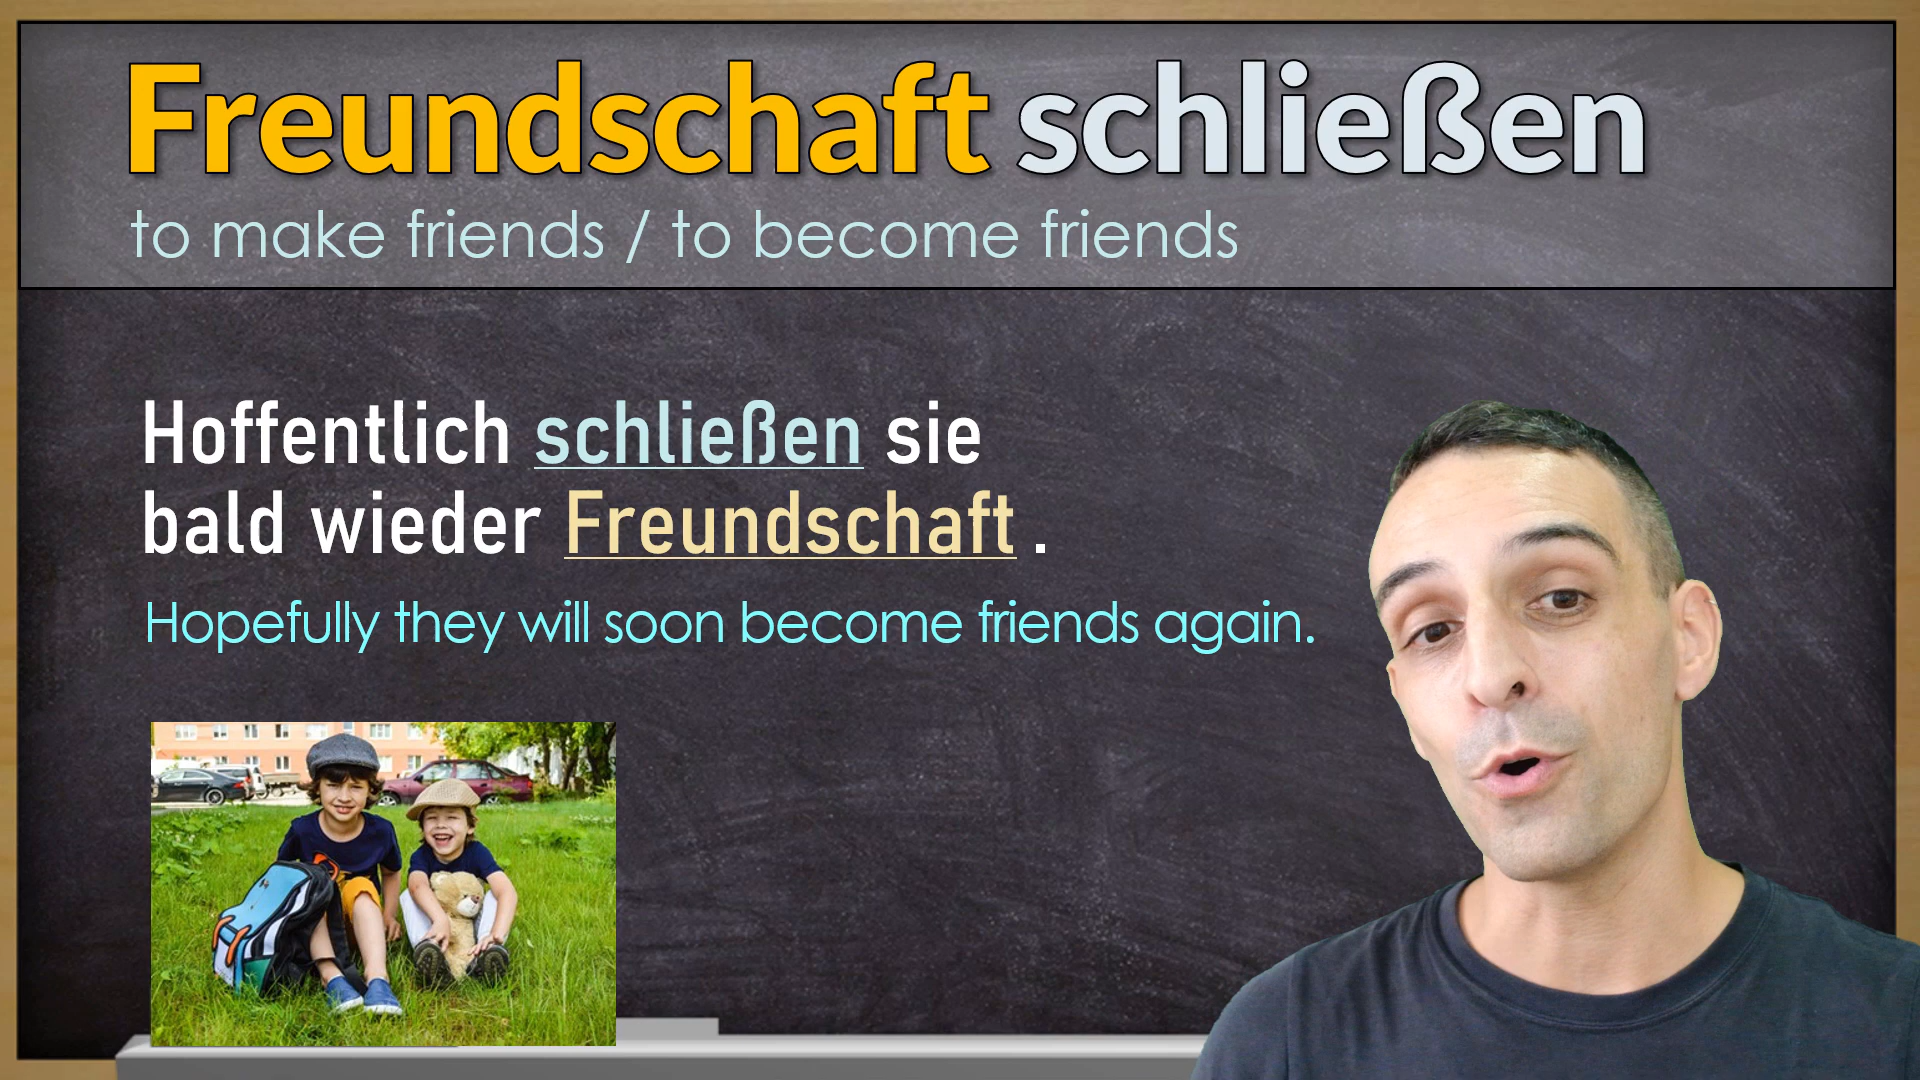 Freundschaft schließen
to make friends / to become friends
Hoffentlich schließen sie
bald wieder Freundschaft .
Hopefully they will soon become friends again.